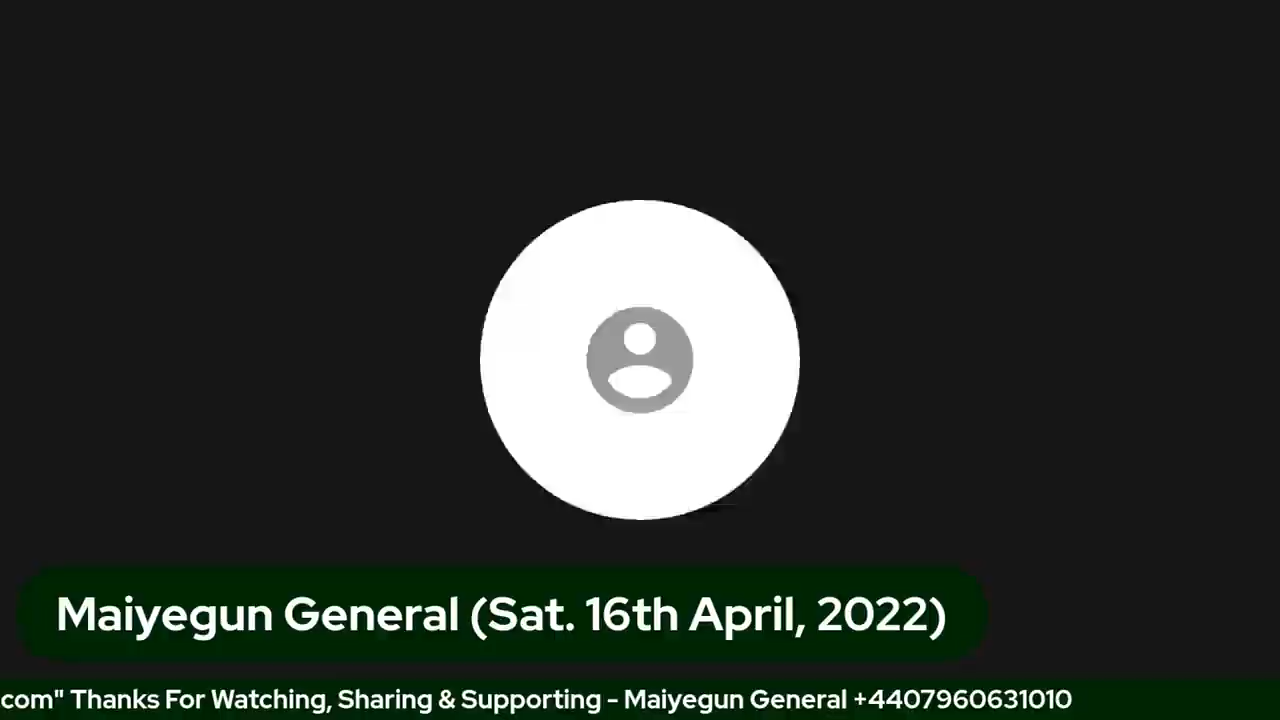 Maiyegun General (Sat. 16th April, 2022)
com" Thanks For Watching, Sharing & Supporting - Maiyegun General +4407960631010